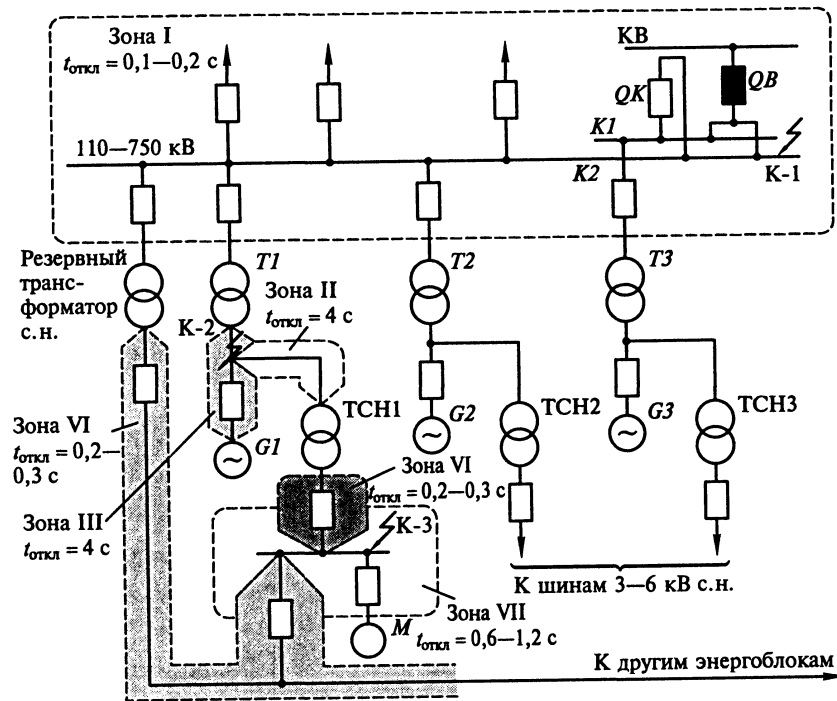 Зона I
tоткл = 0,1—0,2 с
КВ
QK
QB
K1
110—750 кВ
K2
К-1
Резервный
транс-
форматор
с.н.
T1
T2
T3
К-2
Зона II
tоткл = 4 с
ТСН1
ТСН2
ТСН3
G1
G2
G3
Зона VI
tоткл = 0,2—
0,3 с
Зона VI
tоткл = 0,2—0,3 с
Зона III
tоткл = 4 с
К-3
К шинам 3—6 кВ с.н.
M
Зона VII
tоткл = 0,6—1,2 с
К другим энергоблокам